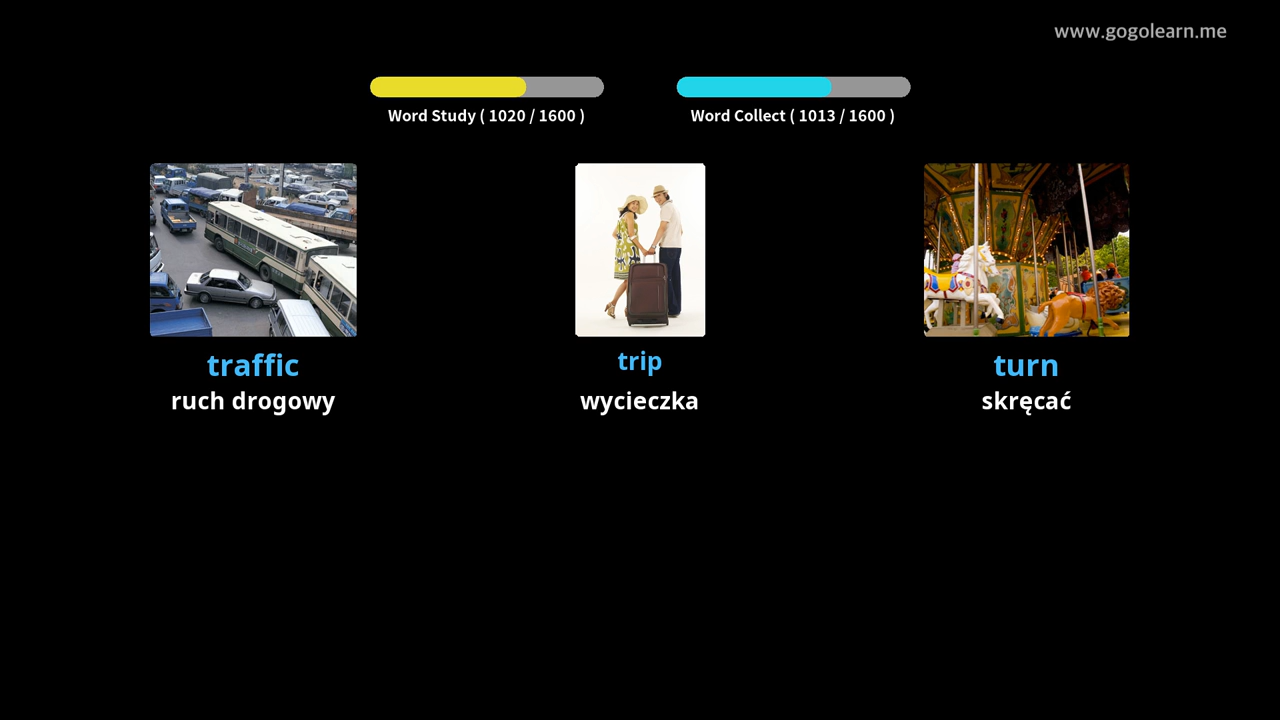 www.gogolearn.me
Word Study ( 1020 / 1600 )
Word Collect ( 1013 / 1600 )
traffic
trip
turn
ruch drogowy
wycieczka
skręcać